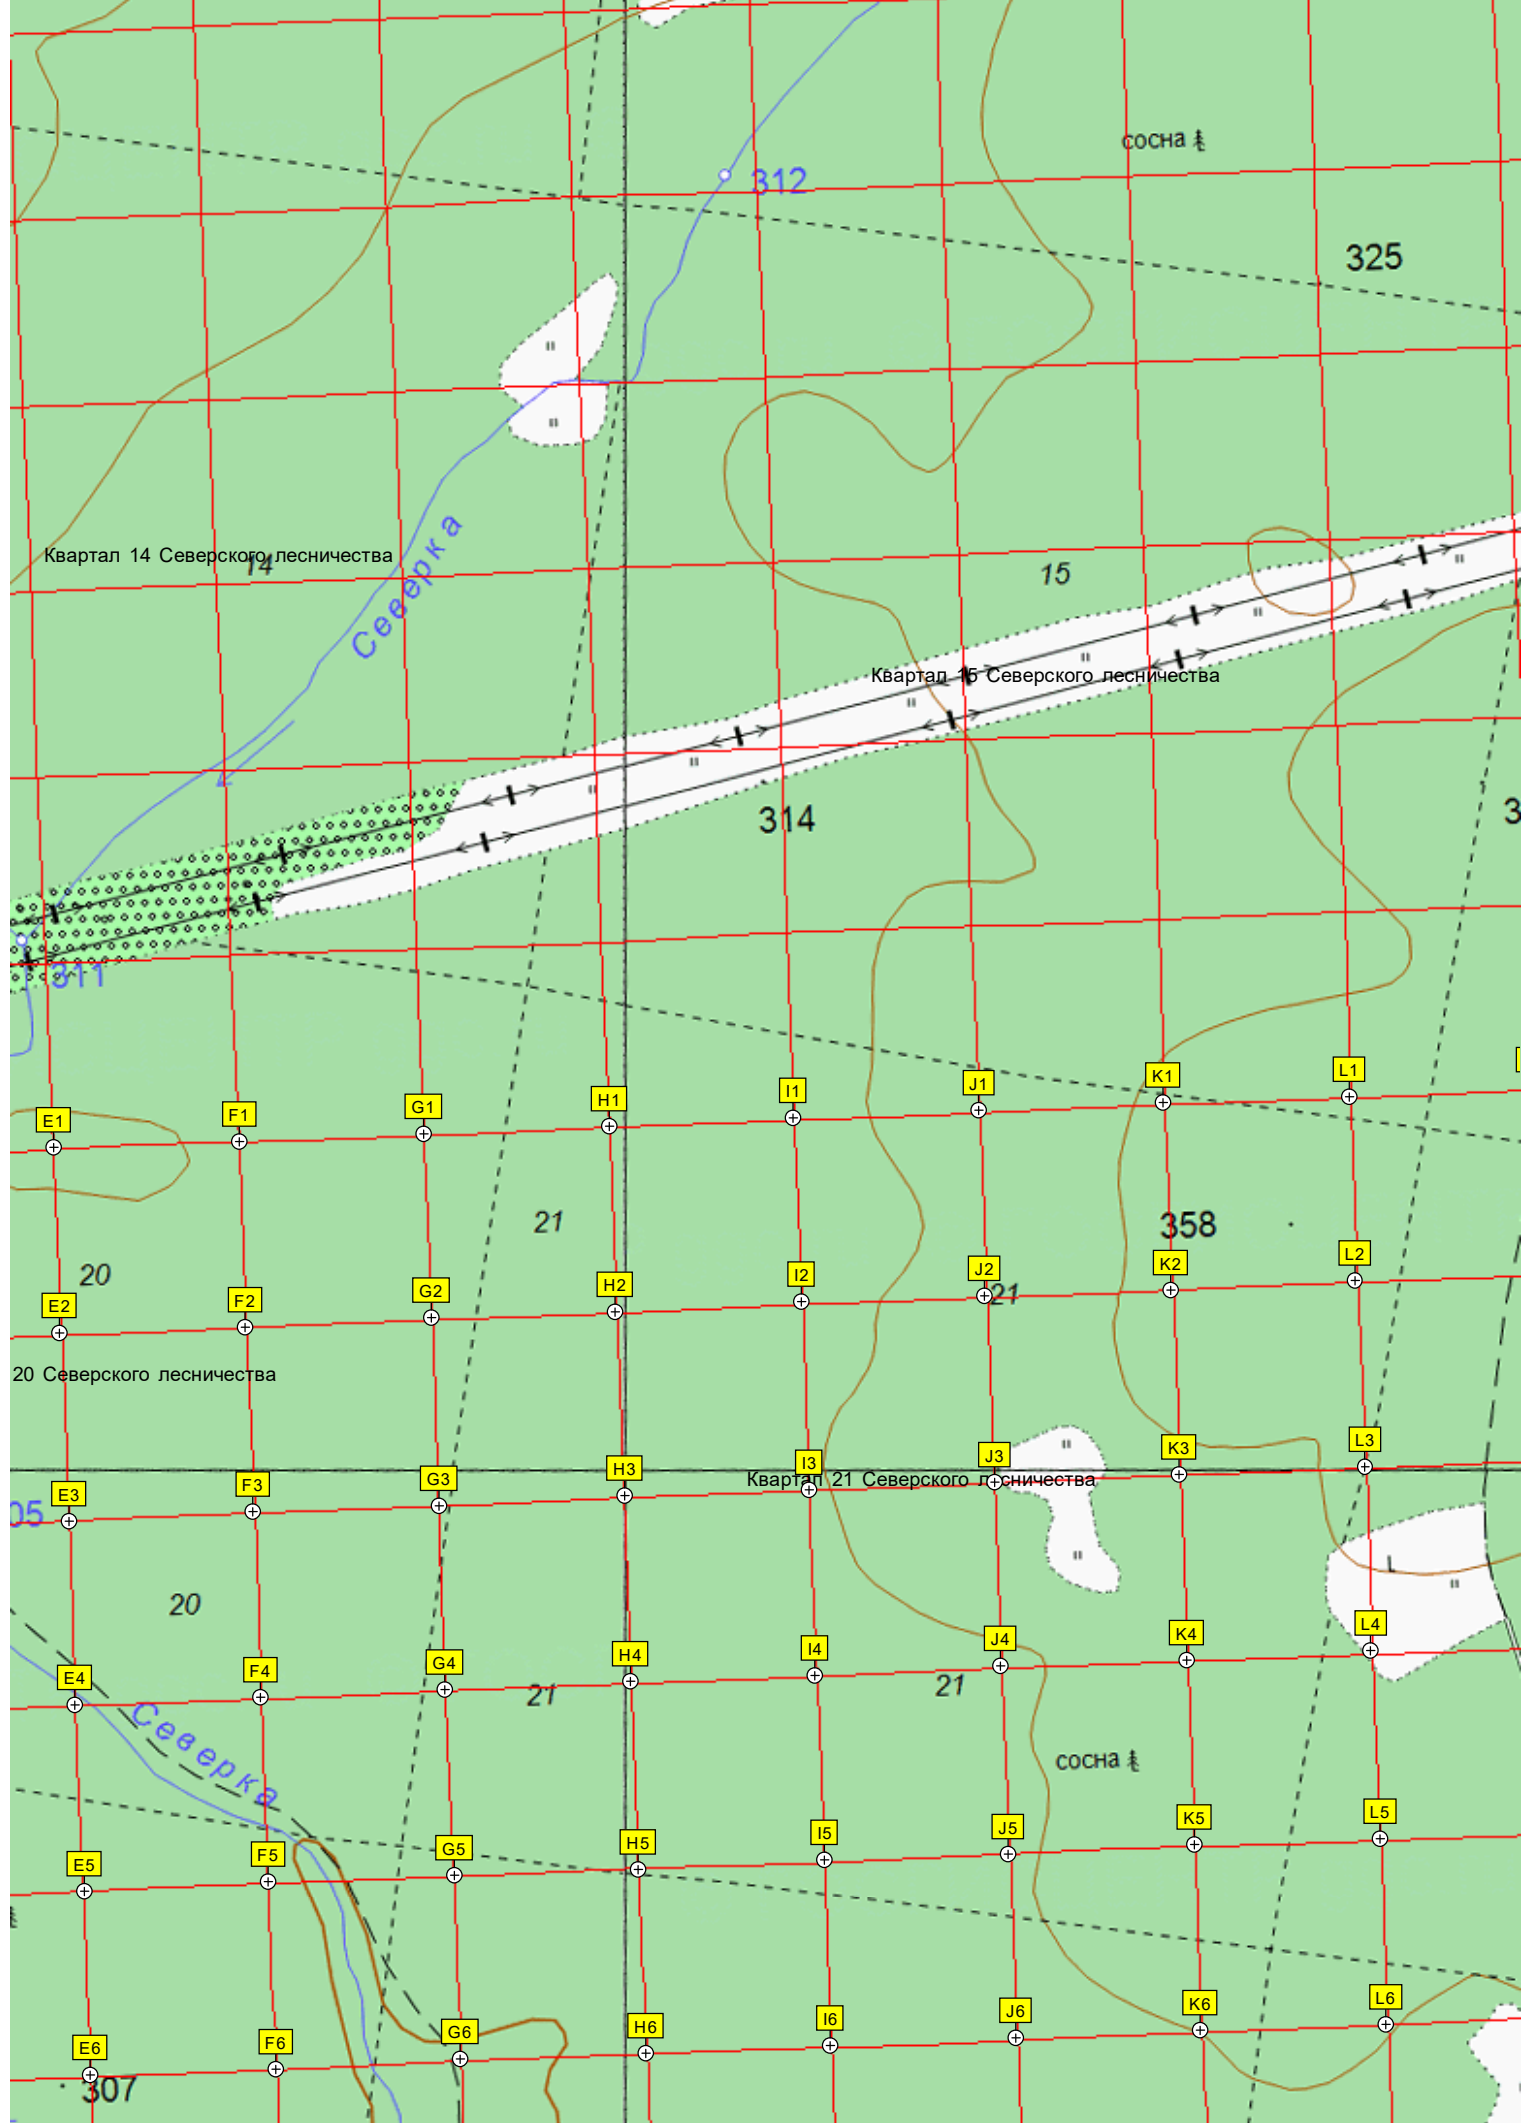 сосна
312
325
Северка
Квартал 14 Северского лесничества
14
15
Квартал 15 Северского лесничества
314
3
311
E1 F1 G1 H1 I1 J1 K1 L1
21
358
20
E2 F2 G2 H2 I2 J2 K2 L2
21
20 Северского лесничества
E3 F3 G3 H3 I3 J3 K3 L3
Квартал 21 Северского лесничества
05
20
E4 F4 G4 H4 I4 J4 K4 L4
21
21
Северка
сосна
E5 F5 G5 H5 I5 J5 K5 L5
E6 F6 G6 H6 I6 J6 K6 L6
307